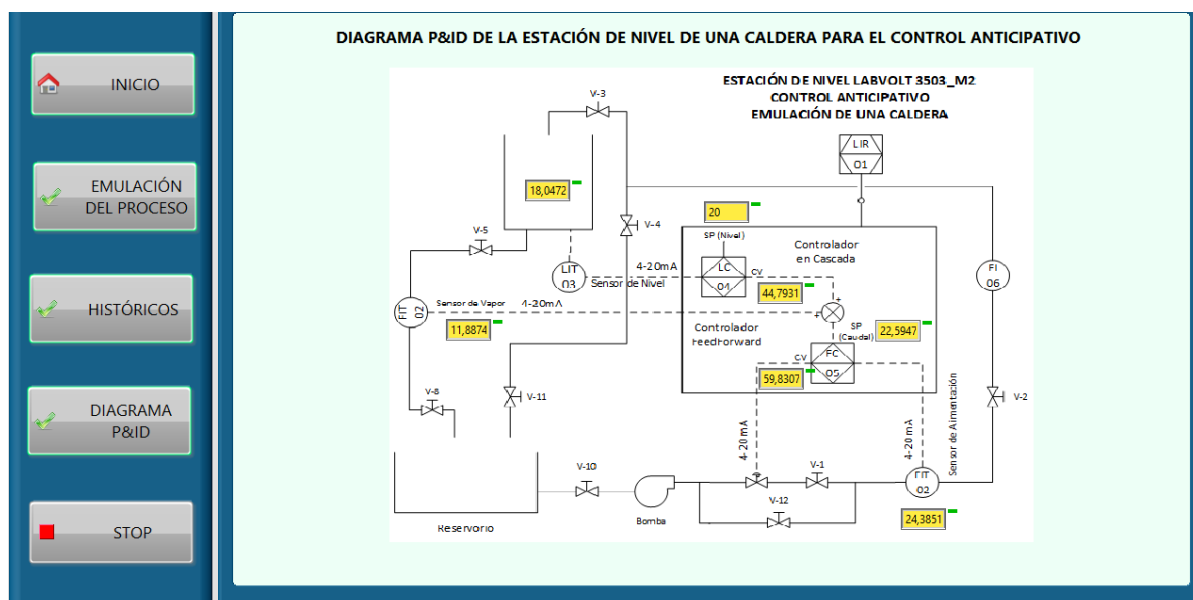 DIAGRAMA P&ID DE LA ESTACIÓN DE NIVEL DE UNA CALDERA PARA EL CONTROL ANTICIPATIVO
INICIO
EMULACIÓN
DEL PROCESO
HISTÓRICOS
DIAGRAMA
P&ID
STOP
ESTACIÓN DE NIVEL LABVOLT 3503_M2
CONTROL ANTICIPATIVO
EMULACIÓN DE UNA CALDERA
V-3
LIR
01
18,0472
20
V-4
V-5
SP (Nivel)
Controlador
en Cascada
LIT
03
4-20mA
Sensor de Nivel
LC
04
CV
44,7931
FI
06
FIT
02
Sensor de Vapor
4-20mA
11,8874
+
+
Controlador
FeedForward
SP
(Caudal)
22,5947
FC
05
CV
59,8307
V-8
V-11
V-2
4-20 mA
4-20 mA
Sensor de Alimentación
V-10
V-1
V-12
FIT
02
24,3851
Reservorio
Bomba